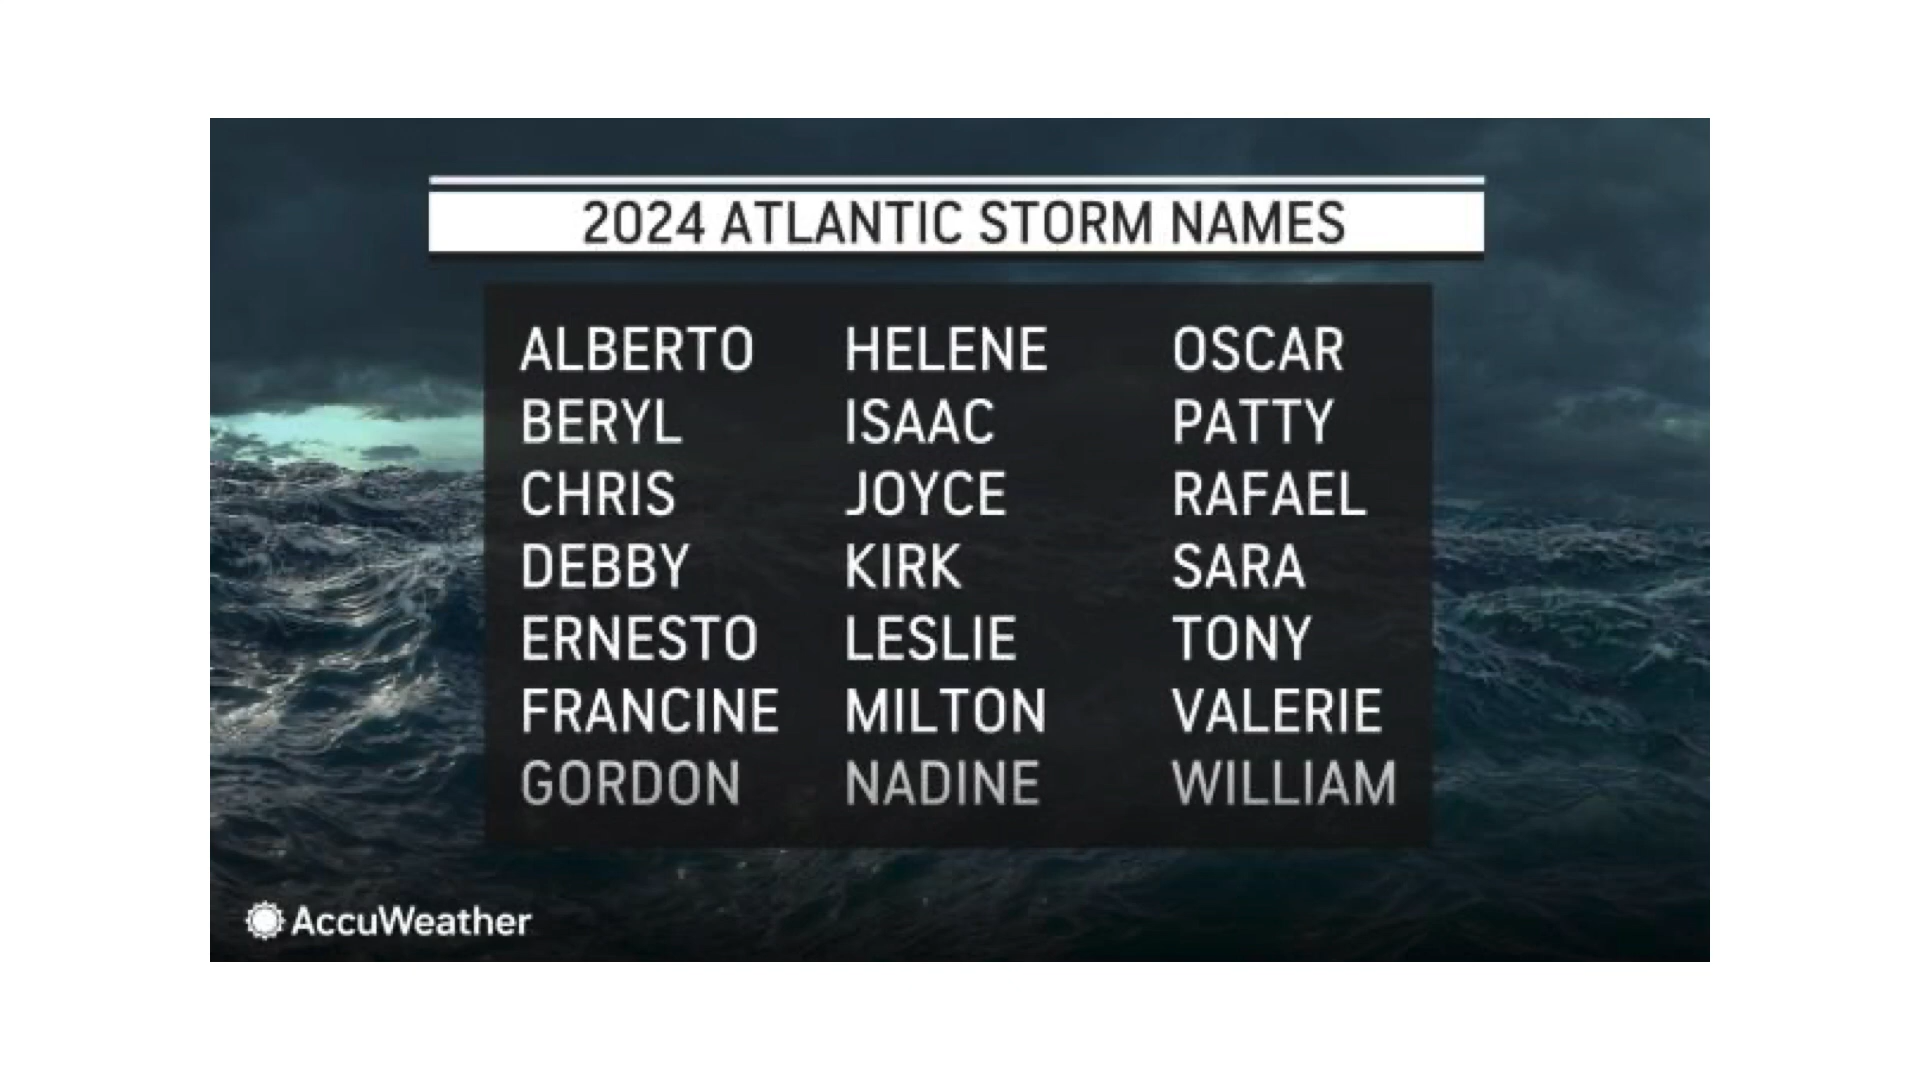 2024 ATLANTIC STORM NAMES
ALBERTO
BERYL
CHRIS
DEBBY
ERNESTO
FRANCINE
GORDON
HELENE
ISAAC
JOYCE
KIRK
LESLIE
MILTON
NADINE
OSCAR
PATTY
RAFAEL
SARA
TONY
VALERIE
WILLIAM
AccuWeather